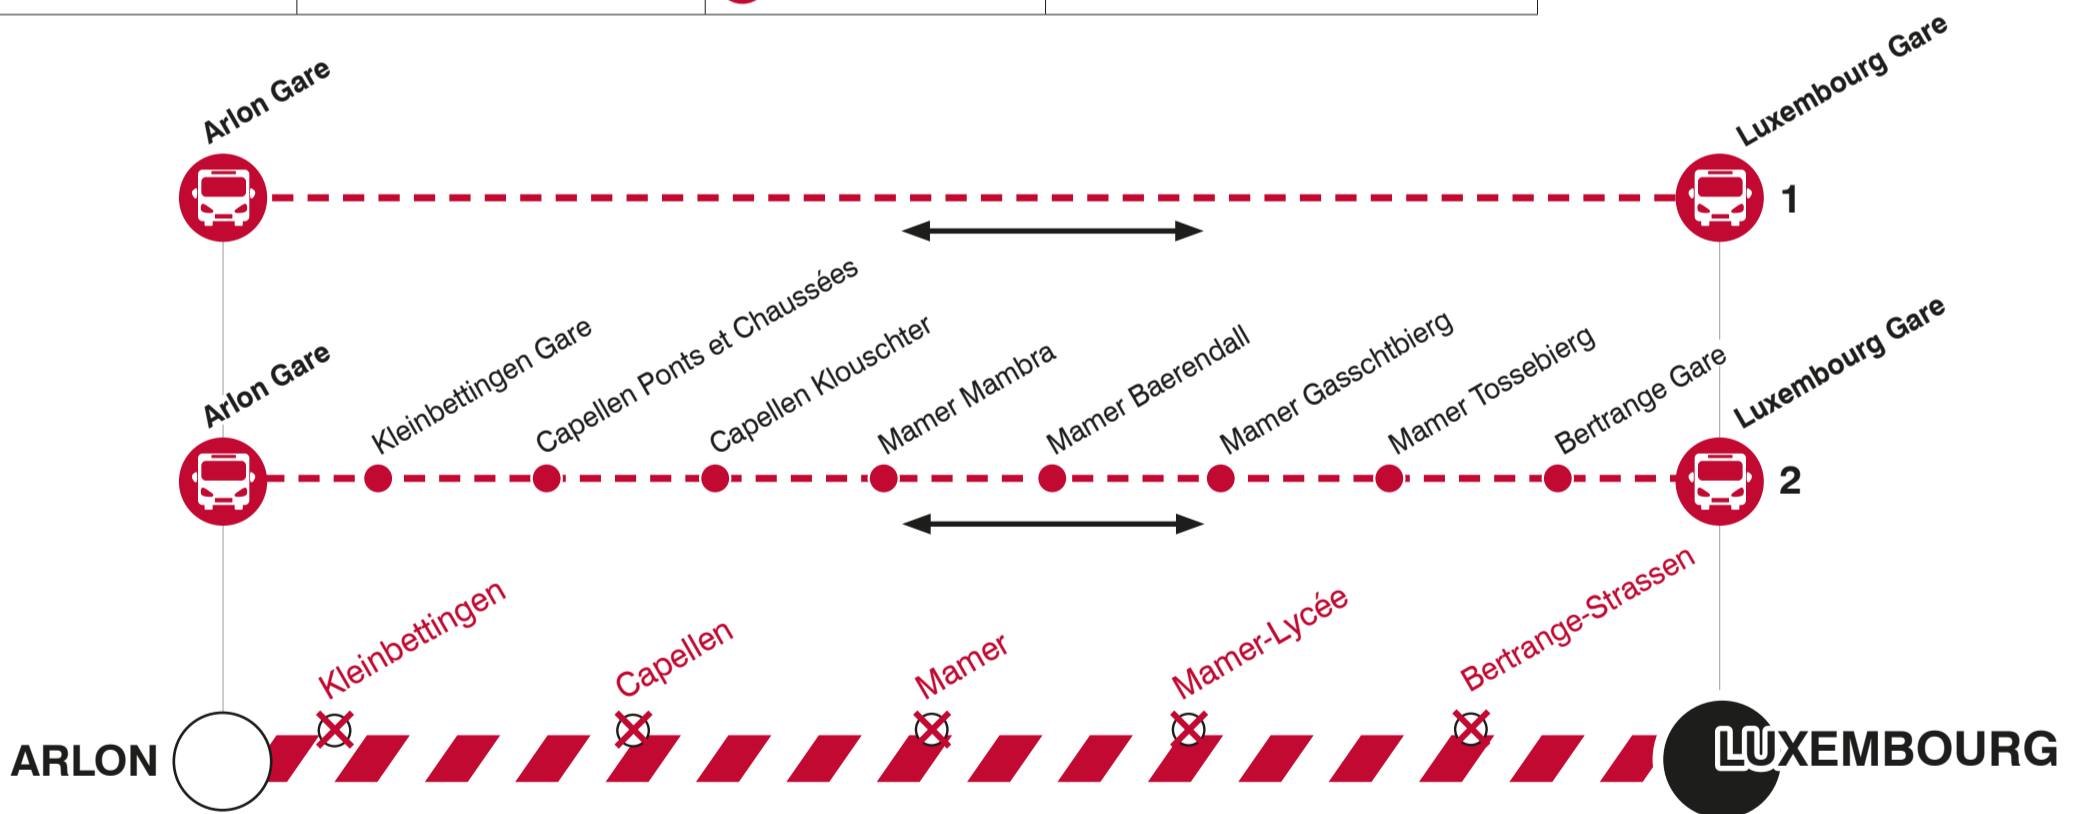 Arlon Gare
Luxembourg Gare
1
Arlon Gare
Kleinbettingen Gare
Capellen Ponts et Chaussées
Capellen Klouschter
Mamer Mambra
Mamer Baerendall
Mamer Gasschtbierg
Mamer Tossebierg
Bertrange Gare
Luxembourg Gare
2
Kleinbettingen
Capellen
Mamer
Mamer-Lycée
Bertrange-Strassen
ARLON
LUXEMBOURG